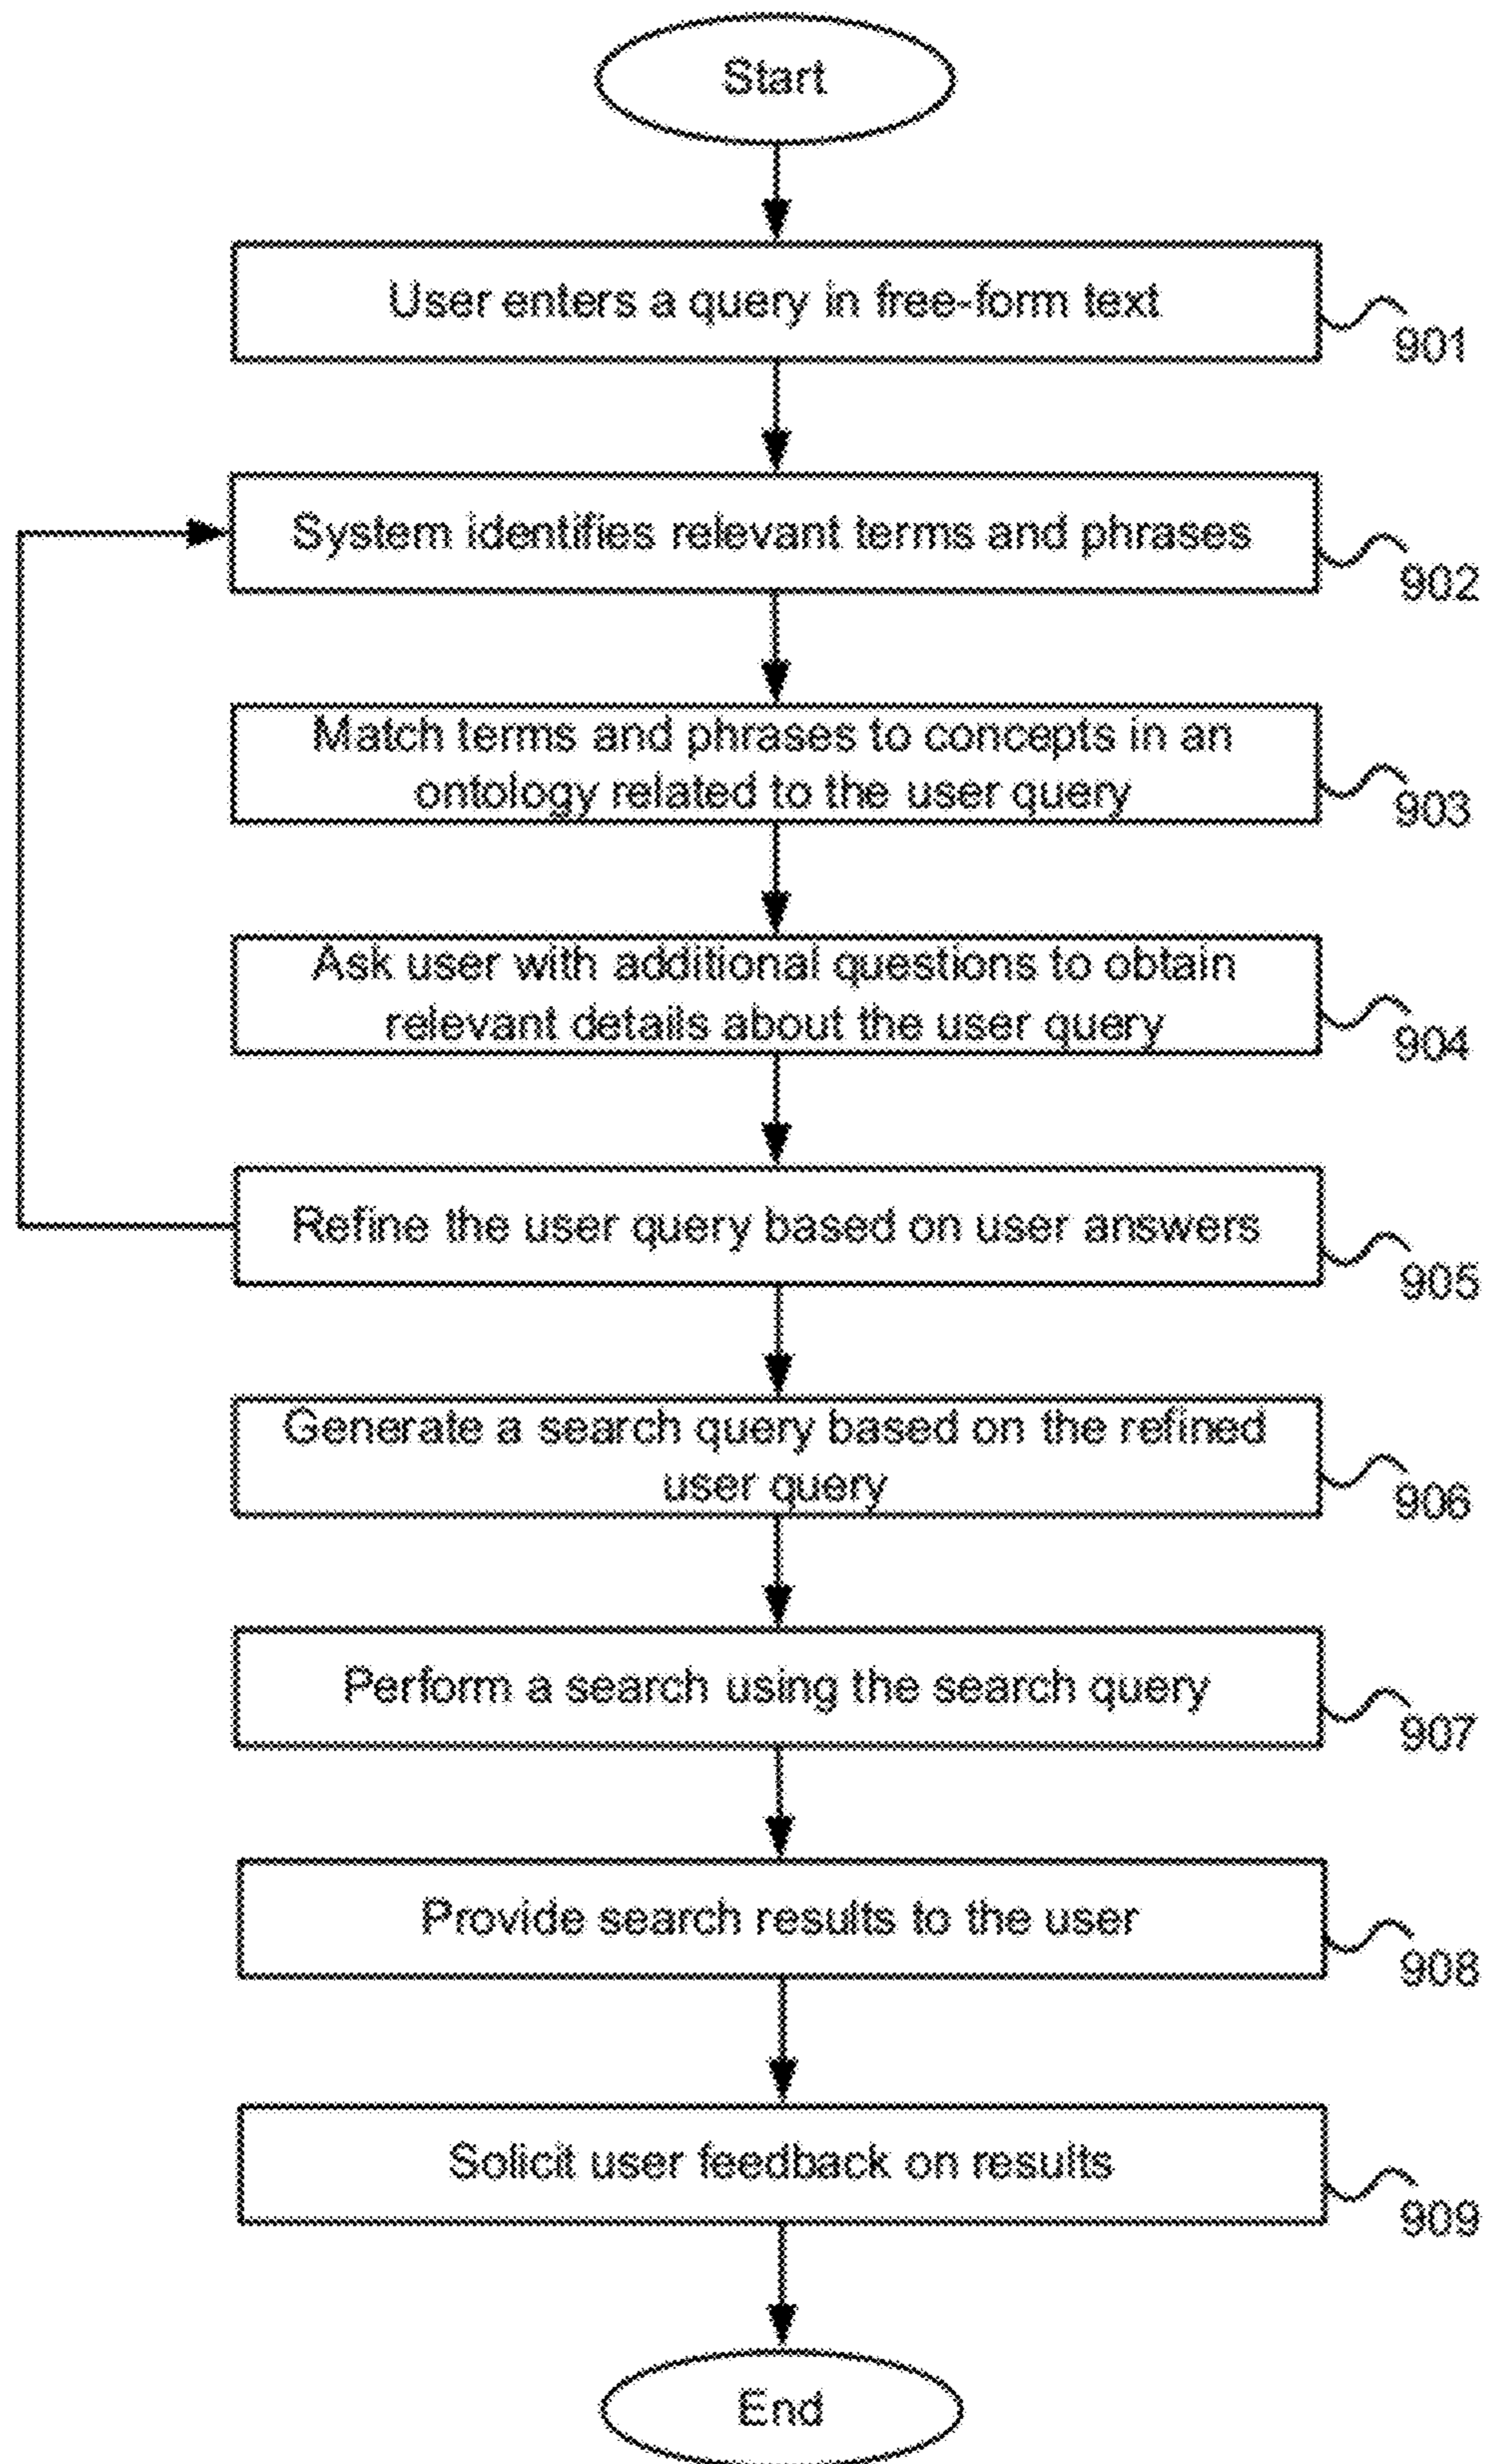 Start
User enters a query in free-form text
901
System identifies relevant terms and phrases
902
Match terms and phrases to concepts in an
ontology related to the user query
903
Ask user with additional questions to obtain
relevant details about the user query
904
Refine the user query based on user answers
905
Generate a search query based on the refined
user query
906
Perform a search using the search query
907
Provide search results to the user
908
Solicit user feedback on results
909
End